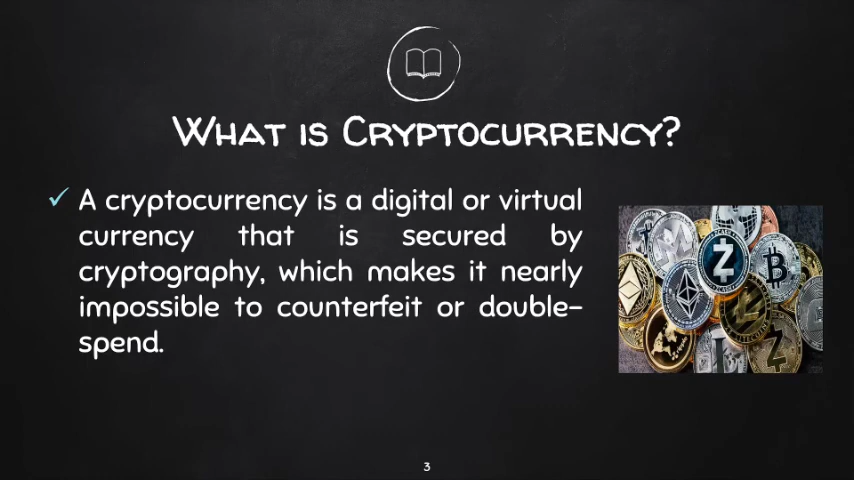 What is Cryptocurrency?
✓ A cryptocurrency is a digital or virtual
currency that is secured by
cryptography, which makes it nearly
impossible to counterfeit or double-
spend.
3